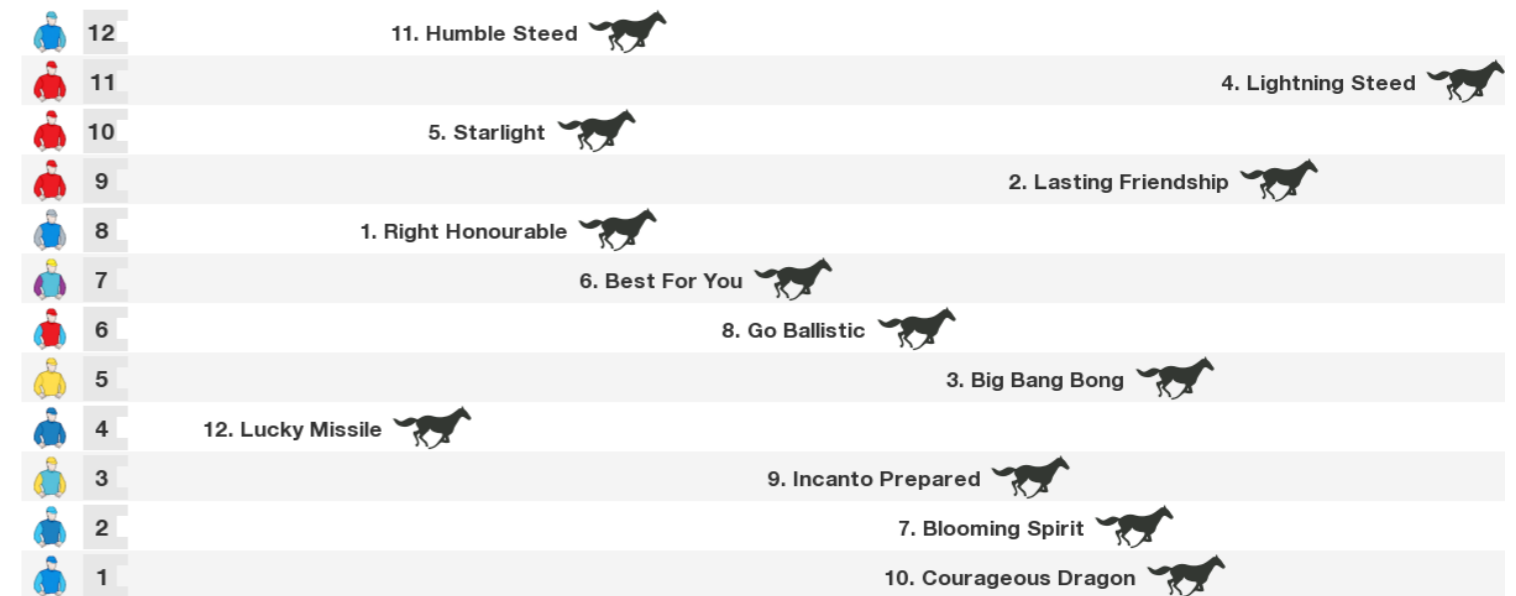 12 11. Humble Steed
11 4. Lightning Steed
10 5. Starlight
9 2. Lasting Friendship
8 1. Right Honourable
7 6. Best For You
6 8. Go Ballistic
5 3. Big Bang Bong
4 12. Lucky Missile
3 9. Incanto Prepared
2 7. Blooming Spirit
1 10. Courageous Dragon